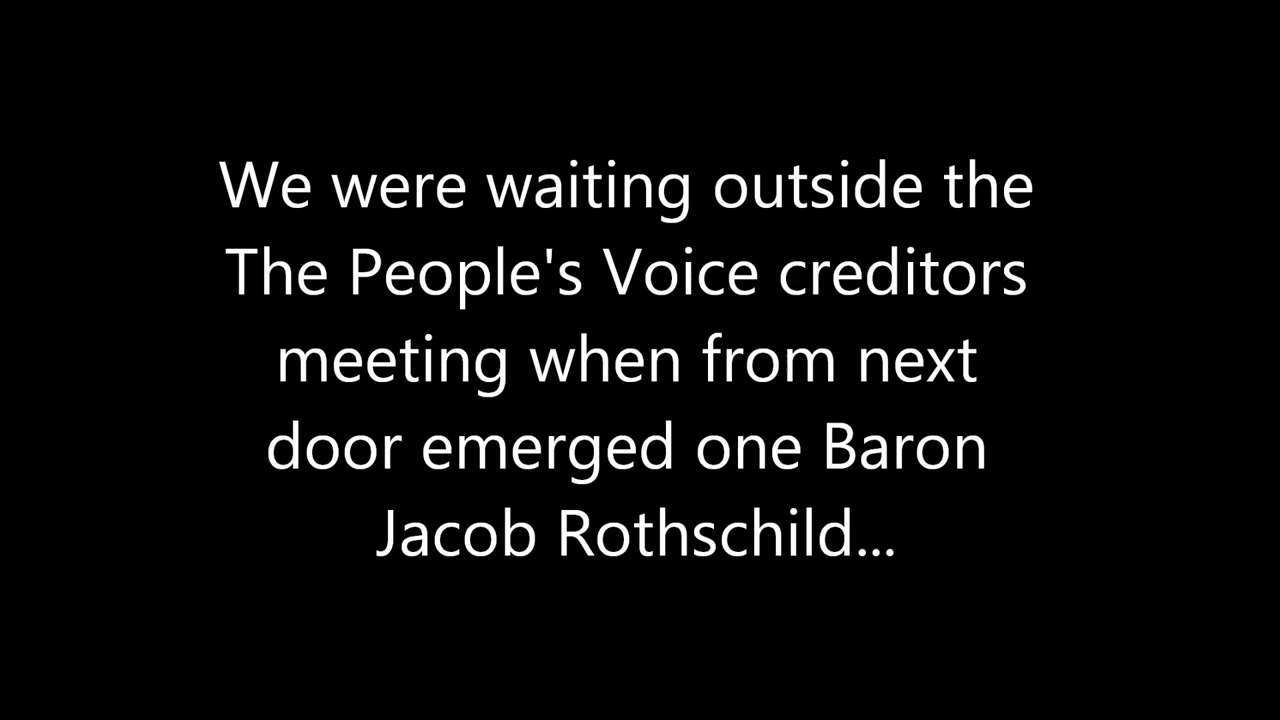 We were waiting outside the
The People's Voice creditors
meeting when from next
door emerged one Baron
Jacob Rothschild...